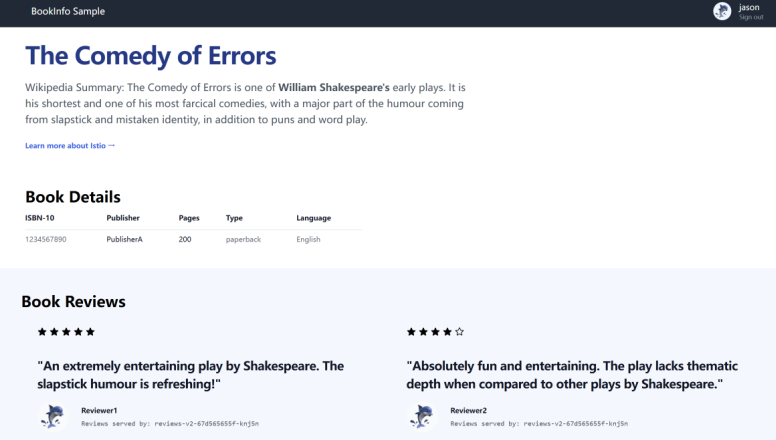 BookInfo Sample
jason
Sign out
The Comedy of Errors
Wikipedia Summary: The Comedy of Errors is one of William Shakespeare's early plays. It is
his shortest and one of his most farcical comedies, with a major part of the humour coming
from slapstick and mistaken identity, in addition to puns and word play.
Learn more about Istio →
Book Details
ISBN-10 Publisher Pages Type Language
1234567890 PublisherA 200 paperback English
Book Reviews
"An extremely entertaining play by Shakespeare. The
slapstick humour is refreshing!"
Reviewer1
Reviews served by: reviews-v2-67d565655f-knj5n
"Absolutely fun and entertaining. The play lacks thematic
depth when compared to other plays by Shakespeare."
Reviewer2
Reviews served by: reviews-v2-67d565655f-knj5n